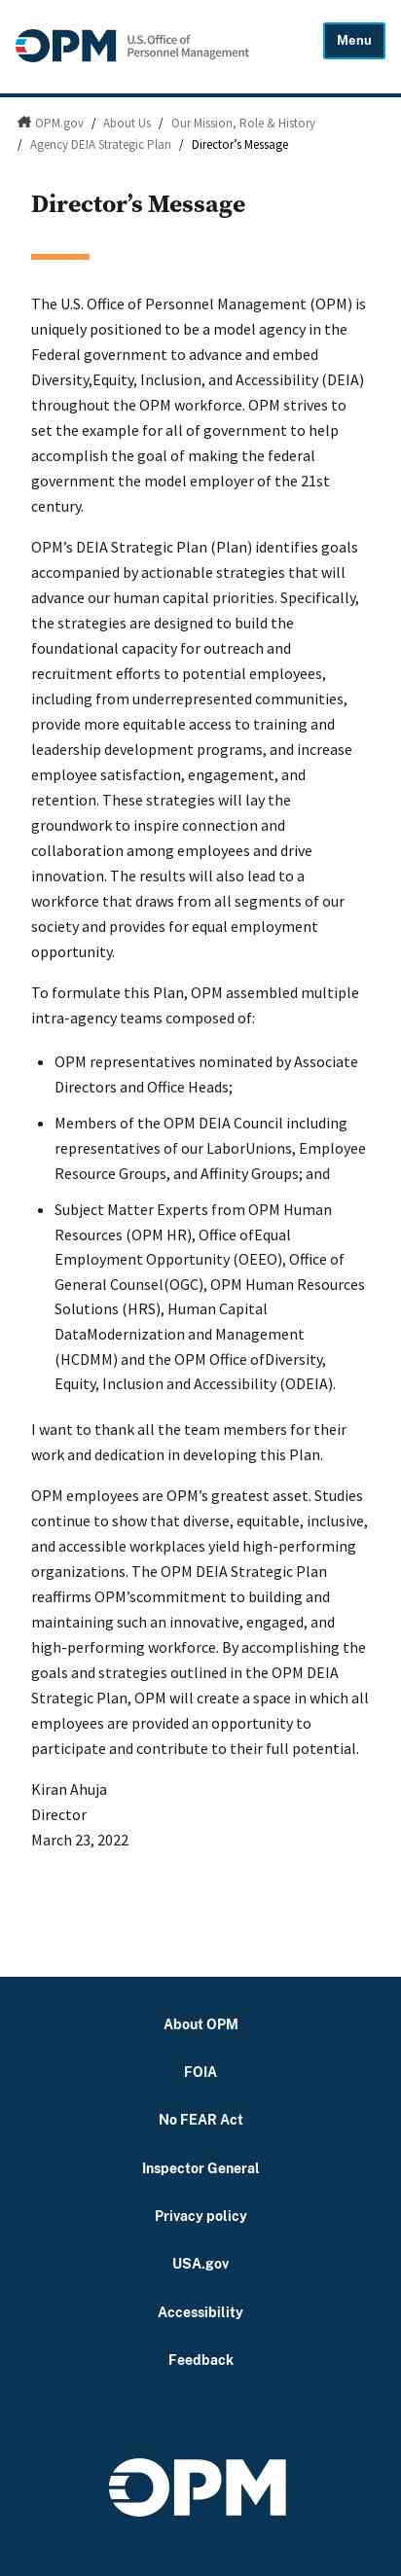 OPM U.S. Office of
Personnel Management
Menu
OPM.gov / About Us / Our Mission, Role & History
/ Agency DEIA Strategic Plan / Director’s Message
Director’s Message
The U.S. Office of Personnel Management (OPM) is
uniquely positioned to be a model agency in the
Federal government to advance and embed
Diversity,Equity, Inclusion, and Accessibility (DEIA)
throughout the OPM workforce. OPM strives to
set the example for all of government to help
accomplish the goal of making the federal
government the model employer of the 21st
century.
OPM’s DEIA Strategic Plan (Plan) identifies goals
accompanied by actionable strategies that will
advance our human capital priorities. Specifically,
the strategies are designed to build the
foundational capacity for outreach and
recruitment efforts to potential employees,
including from underrepresented communities,
provide more equitable access to training and
leadership development programs, and increase
employee satisfaction, engagement, and
retention. These strategies will lay the
groundwork to inspire connection and
collaboration among employees and drive
innovation. The results will also lead to a
workforce that draws from all segments of our
society and provides for equal employment
opportunity.
To formulate this Plan, OPM assembled multiple
intra-agency teams composed of:
• OPM representatives nominated by Associate
Directors and Office Heads;
• Members of the OPM DEIA Council including
representatives of our LaborUnions, Employee
Resource Groups, and Affinity Groups; and
• Subject Matter Experts from OPM Human
Resources (OPM HR), Office ofEqual
Employment Opportunity (OEEO), Office of
General Counsel(OGC), OPM Human Resources
Solutions (HRS), Human Capital
DataModernization and Management
(HCDMM) and the OPM Office ofDiversity,
Equity, Inclusion and Accessibility (ODEIA).
I want to thank all the team members for their
work and dedication in developing this Plan.
OPM employees are OPM’s greatest asset. Studies
continue to show that diverse, equitable, inclusive,
and accessible workplaces yield high-performing
organizations. The OPM DEIA Strategic Plan
reaffirms OPM’scommitment to building and
maintaining such an innovative, engaged, and
high-performing workforce. By accomplishing the
goals and strategies outlined in the OPM DEIA
Strategic Plan, OPM will create a space in which all
employees are provided an opportunity to
participate and contribute to their full potential.
Kiran Ahuja
Director
March 23, 2022
About OPM
FOIA
No FEAR Act
Inspector General
Privacy policy
USA.gov
Accessibility
Feedback
OPM